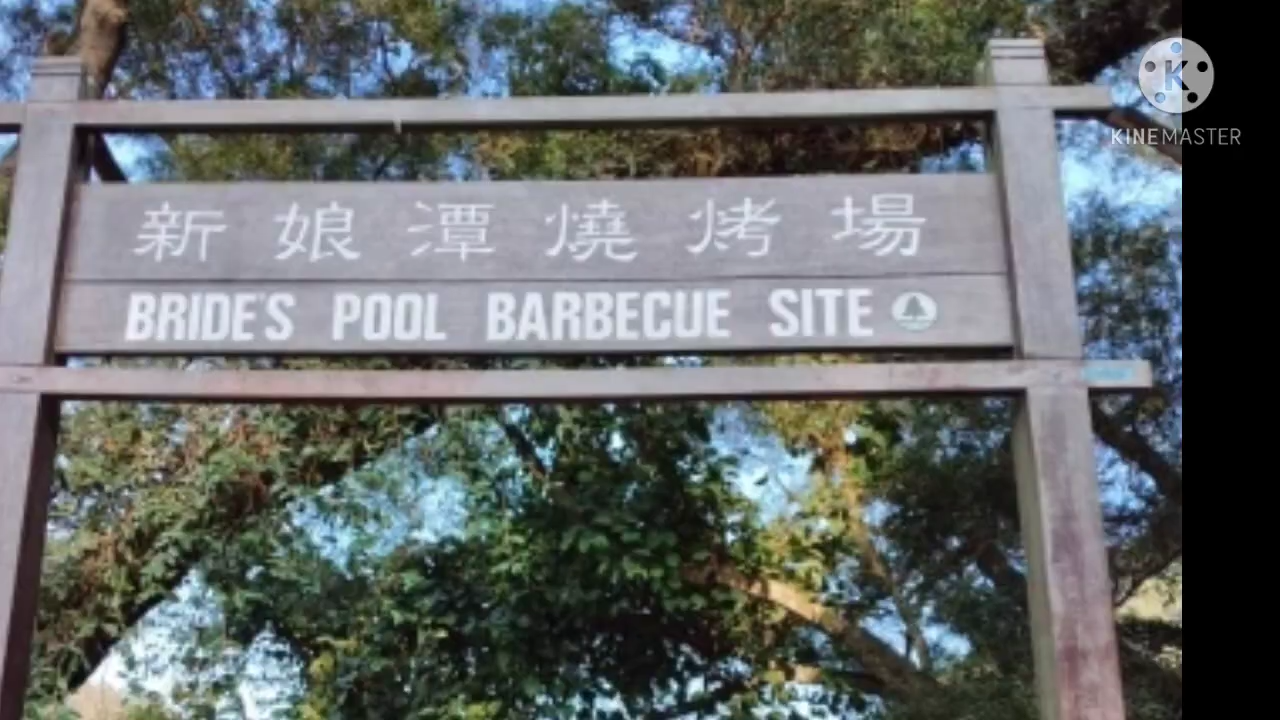 新娘潭燒烤場
BRIDE'S POOL BARBECUE SITE
K
KINEMASTER